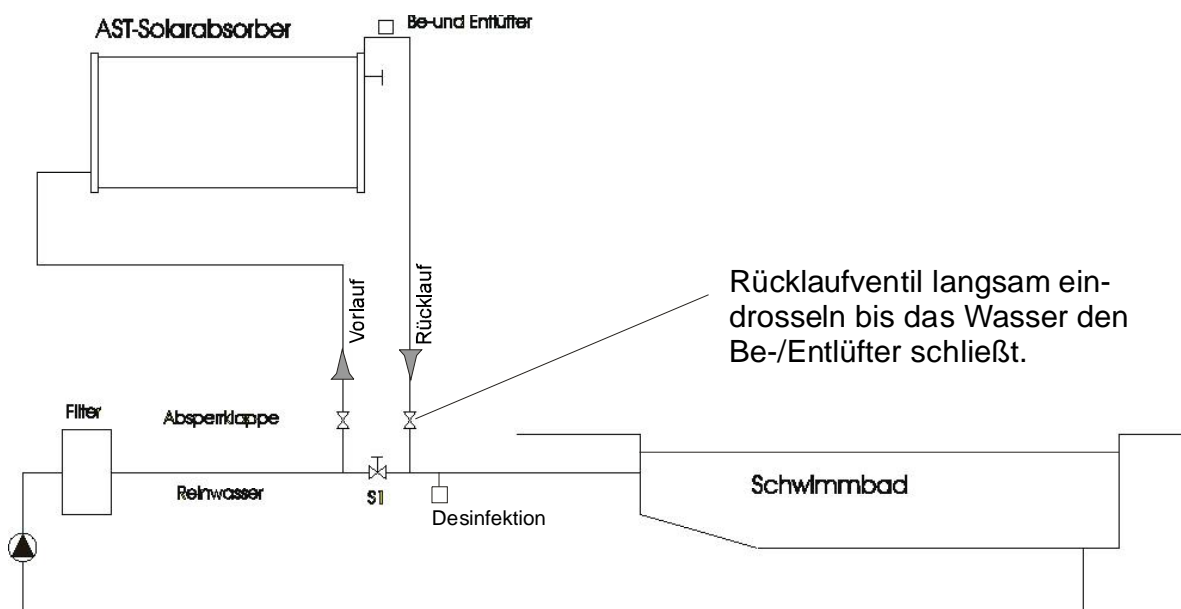 Be-und Entlüfter
AST-Solarabsorber
Vorlauf
Rücklauf
Rücklaufventil langsam ein-
drosseln bis das Wasser den
Be-/Entlüfter schließt.
Filter
Absperrklappe
Reinwasser
S1
Desinfektion
Schwimmbad